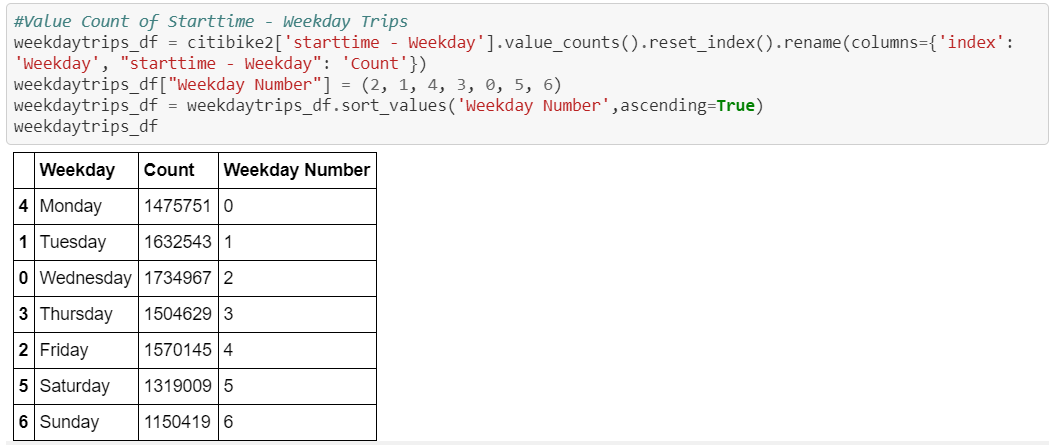 #Value Count of Starttime - Weekday Trips
weekdaytrips_df = citibike2['starttime - Weekday'].value_counts().reset_index().rename(columns={'index':
'Weekday', "starttime - Weekday": 'Count'})
weekdaytrips_df["Weekday Number"] = (2, 1, 4, 3, 0, 5, 6)
weekdaytrips_df = weekdaytrips_df.sort_values('Weekday Number',ascending=True)
weekdaytrips_df
Weekday Count Weekday Number
4 Monday 1475751 0
1 Tuesday 1632543 1
0 Wednesday 1734967 2
3 Thursday 1504629 3
2 Friday 1570145 4
5 Saturday 1319009 5
6 Sunday 1150419 6